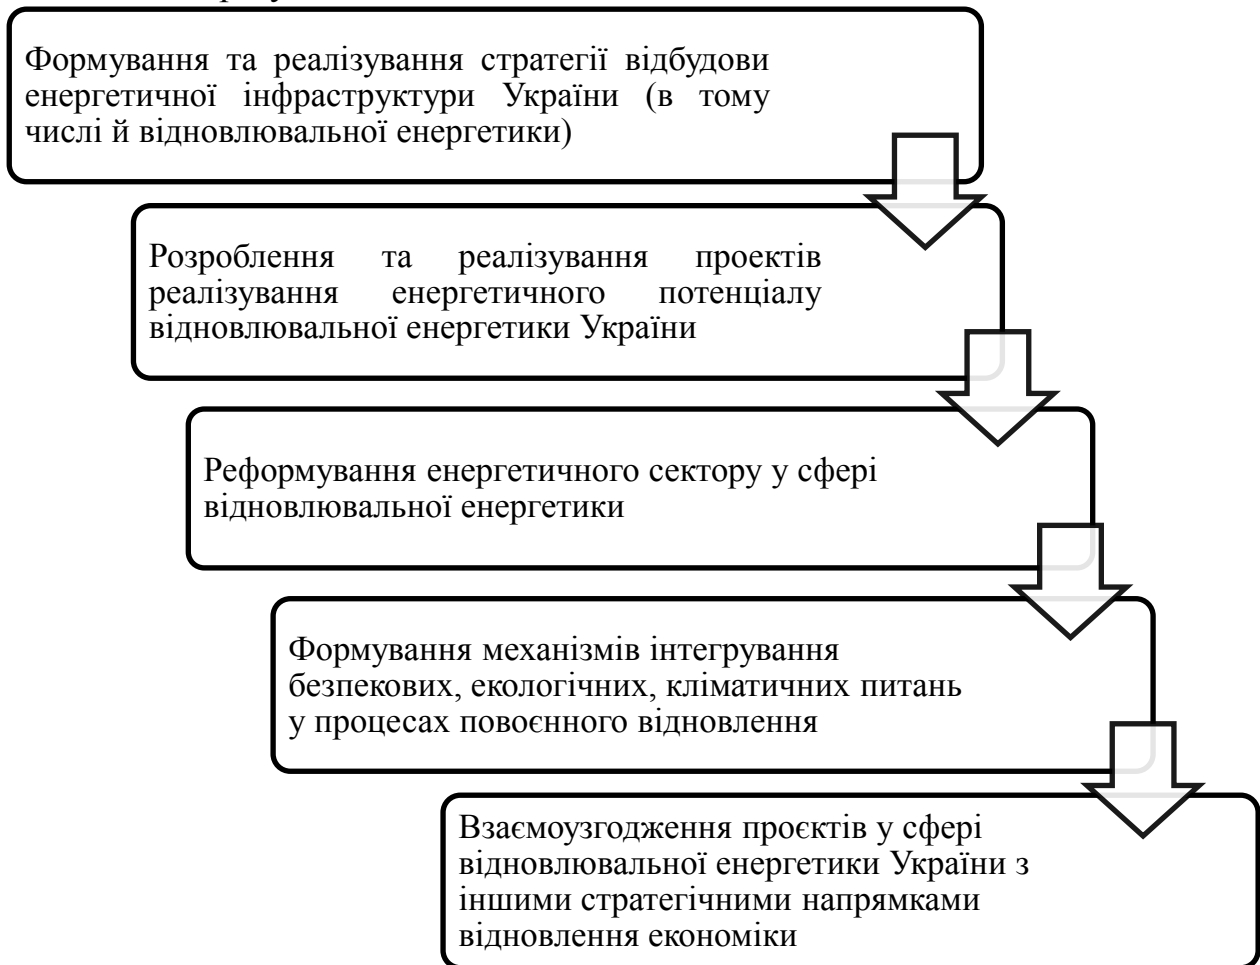 Формування та реалізування стратегії відбудови
енергетичної інфраструктури України (в тому
числі й відновлювальної енергетики)
Розроблення та реалізування проектів
реалізування енергетичного потенціалу
відновлювальної енергетики України
Реформування енергетичного сектору у сфері
відновлювальної енергетики
Формування механізмів інтегрування
безпекових, екологічних, кліматичних питань
у процесах повоєнного відновлення
Взаємоузгодження проєктів у сфері
відновлювальної енергетики України з
іншими стратегічними напрямками
відновлення економіки